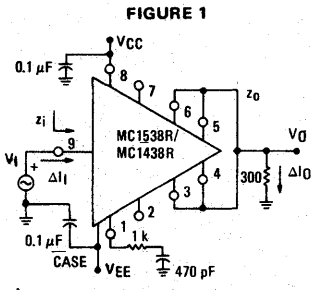 FIGURE 1
VCC
0.1 µF
8
7
zi
6
zo
5
9
MC1538R/
MC1438R
VI
+
ΔII
VO
4
300
ΔIO
3
2
1
1 k
0.1 µF
CASE
VEE
470 pF